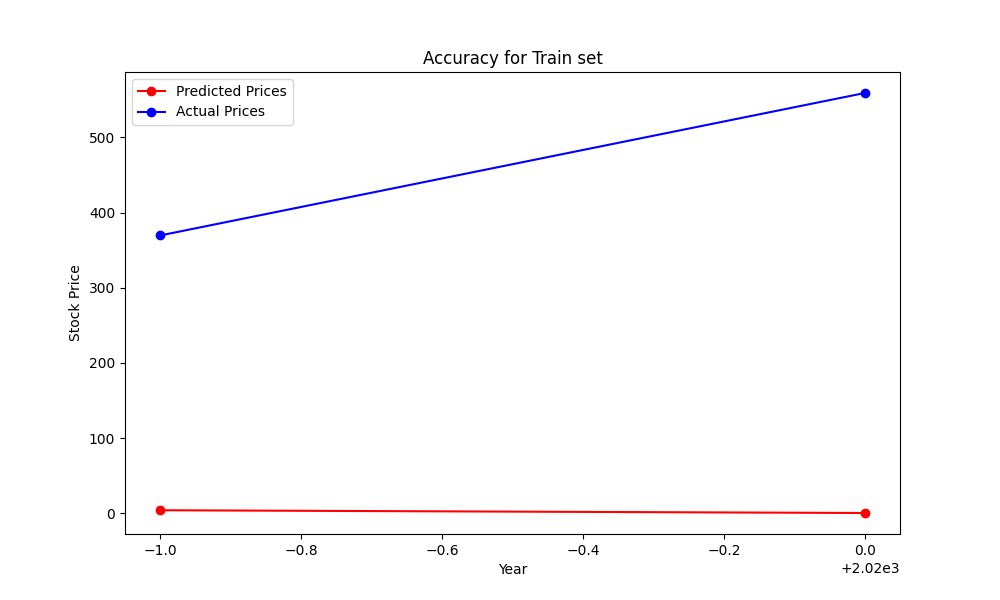 Accuracy for Train set
Predicted Prices
Actual Prices
Stock Price
500
400
300
200
100
0
−1.0 −0.8 −0.6 −0.4 −0.2 0.0
+2.02e3
Year